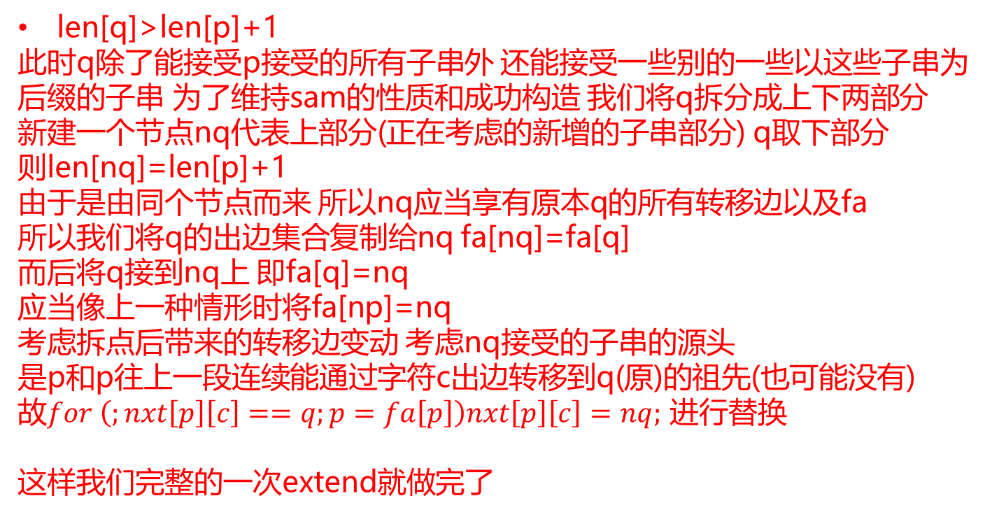 • len[q]>len[p]+1
此时q除了能接受p接受的所有子串外 还能接受一些别的一些以这些子串为
后缀的子串 为了维持sam的性质和成功构造 我们将q拆分成上下两部分
新建一个节点nq代表上部分(正在考虑的新增的子串部分) q取下部分
则len[nq]=len[p]+1
由于是由同个节点而来 所以nq应当享有原本q的所有转移边以及fa
所以我们将q的出边集合复制给nq fa[nq]=fa[q]
而后将q接到nq上 即fa[q]=nq
应当像上一种情形时将fa[np]=nq
考虑拆点后带来的转移边变动 考虑nq接受的子串的源头
是p和p往上一段连续能通过字符c出边转移到q(原)的祖先(也可能没有)
故for (; nxt[p][c] == q; p = fa[p])nxt[p][c] = nq; 进行替换
这样我们完整的一次extend就做完了